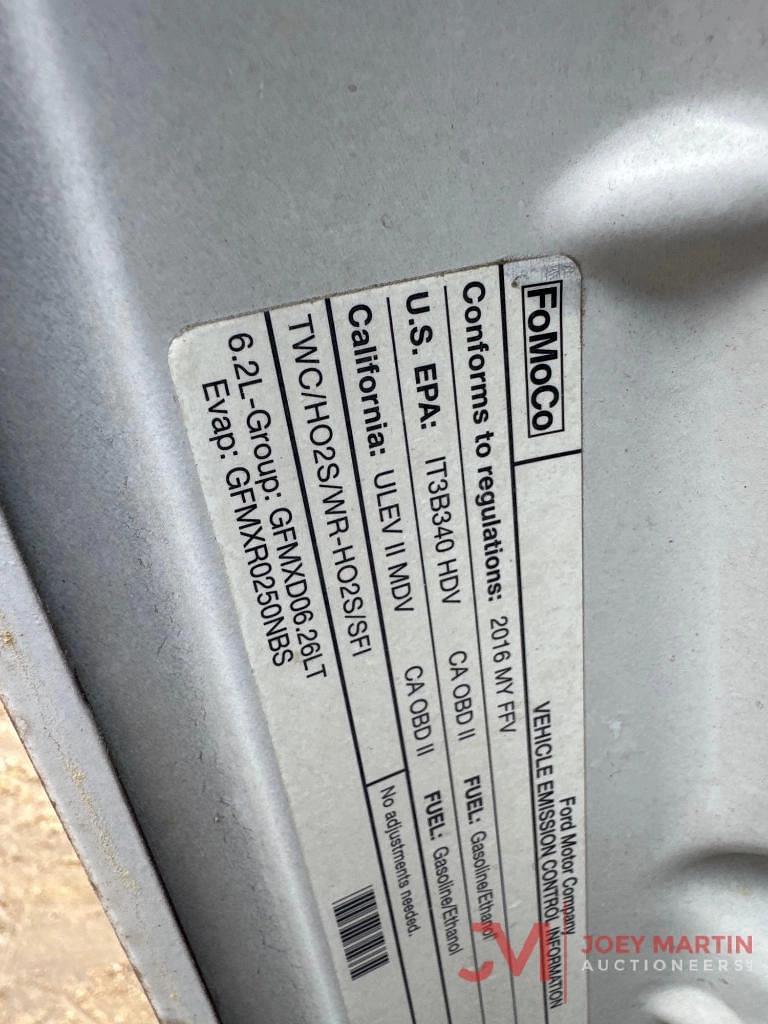 FoMoCo
Ford Motor Company
VEHICLE EMISSION CONTROL INFORMATION
Conforms to regulations: 2016 MY FFV
U.S. EPA: IT3B340 HDV CA OBD II FUEL: Gasoline/Ethanol
California: ULEV II MDV CA OBD II FUEL: Gasoline/Ethanol
TWC/HO2S/WR-HO2S/SFI
No adjustments needed.
6.2L-Group: GFMXD06.26LT
Evap: GFMXR0250NBS
JM JOEY MARTIN
AUCTIONEERS